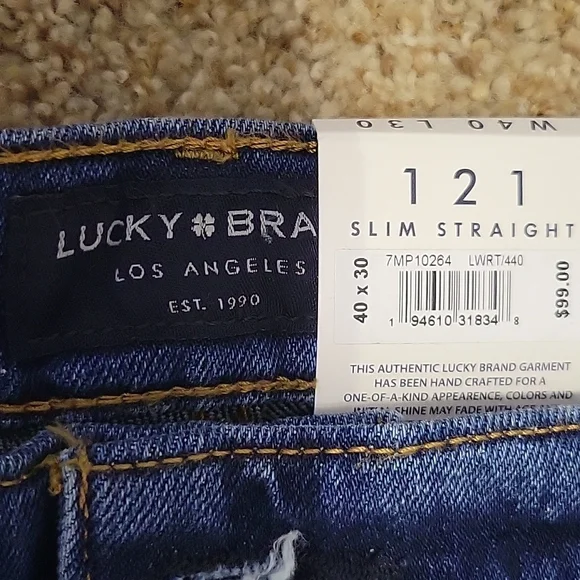 LUCKY BRA
LOS ANGELES
EST. 1990
W40 L30
121
SLIM STRAIGHT
7MP10264 LWRT/440
40 x 30
$99.00
1 94610 31834 8
THIS AUTHENTIC LUCKY BRAND GARMENT
HAS BEEN HAND CRAFTED FOR A
ONE-OF-A-KIND APPEARENCE, COLORS AND
SHINE MAY FADE WITH